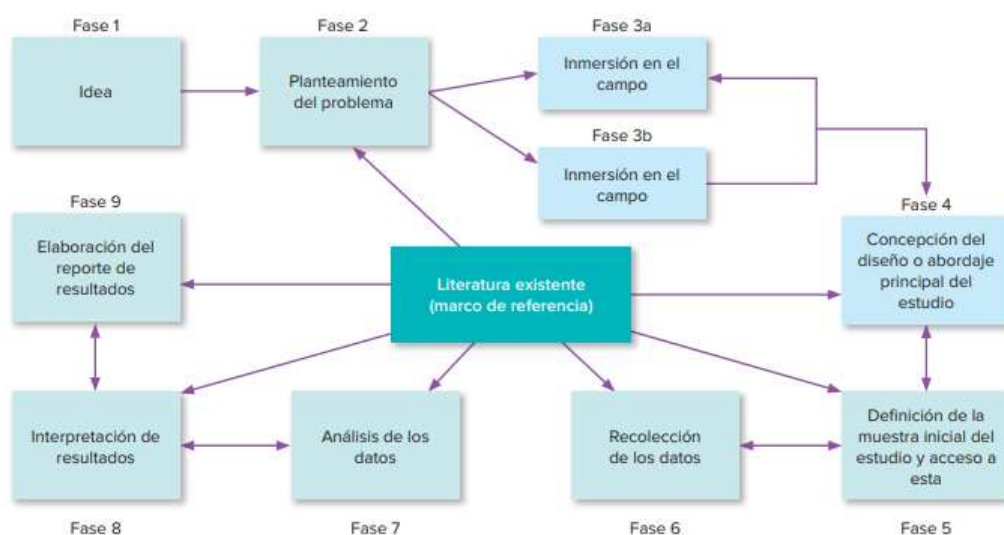 Fase 1
Idea
Fase 2
Planteamiento
del problema
Fase 3a
Inmersión en el
campo
Fase 3b
Inmersión en el
campo
Fase 4
Concepción del
diseño o abordaje
principal del
estudio
Fase 9
Elaboración del
reporte de
resultados
Literatura existente
(marco de referencia)
Interpretación de
resultados
Fase 8
Análisis de los
datos
Fase 7
Recolección
de los datos
Fase 6
Definición de la
muestra inicial del
estudio y acceso a
esta
Fase 5